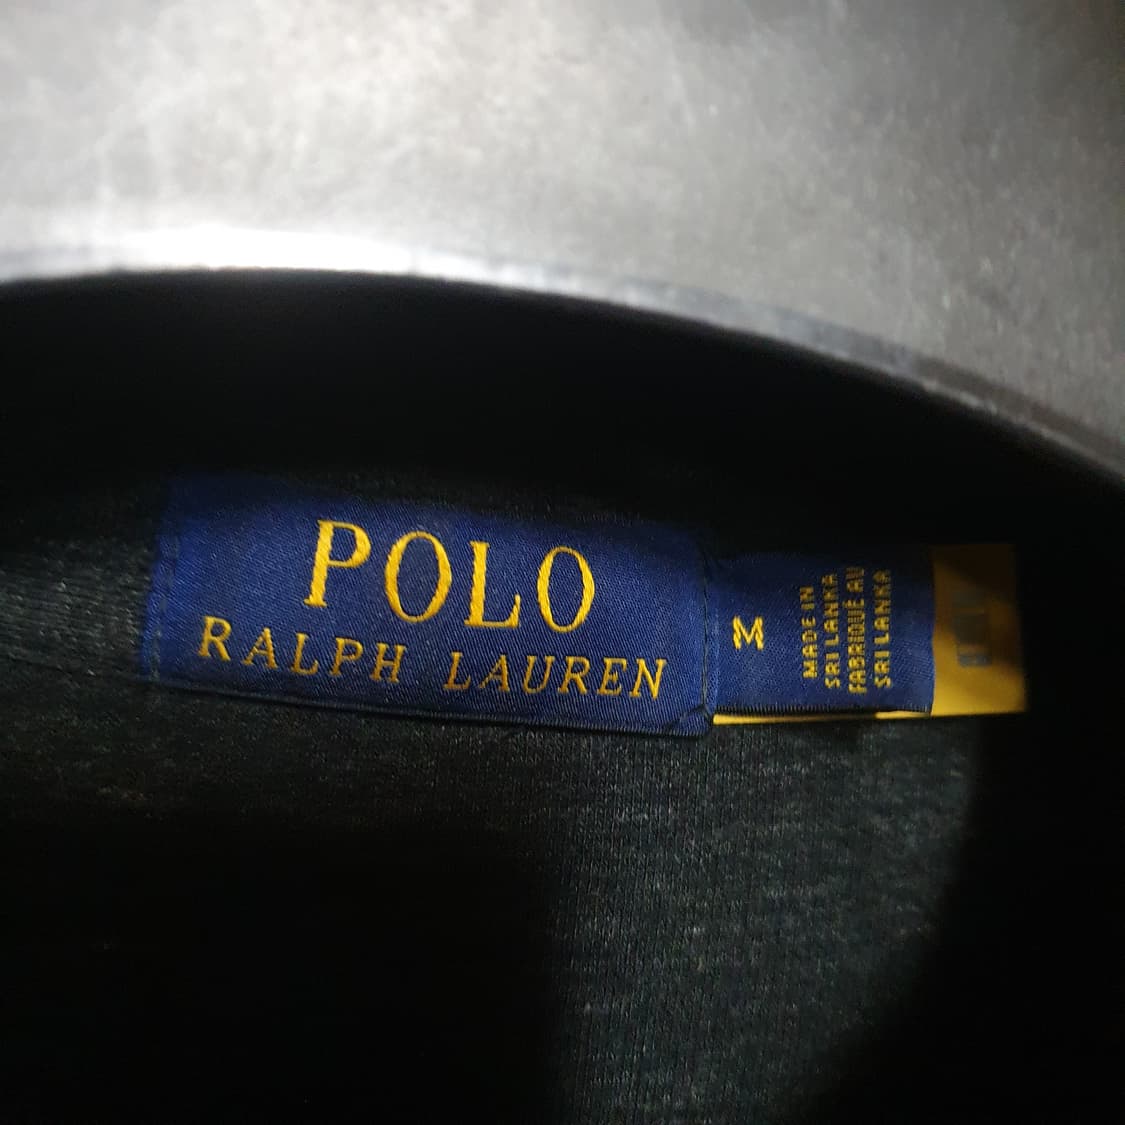 POLO
RALPH LAUREN
M
MADE IN
SRI LANKA
FABRIQUÉ AU
SRI LANKA